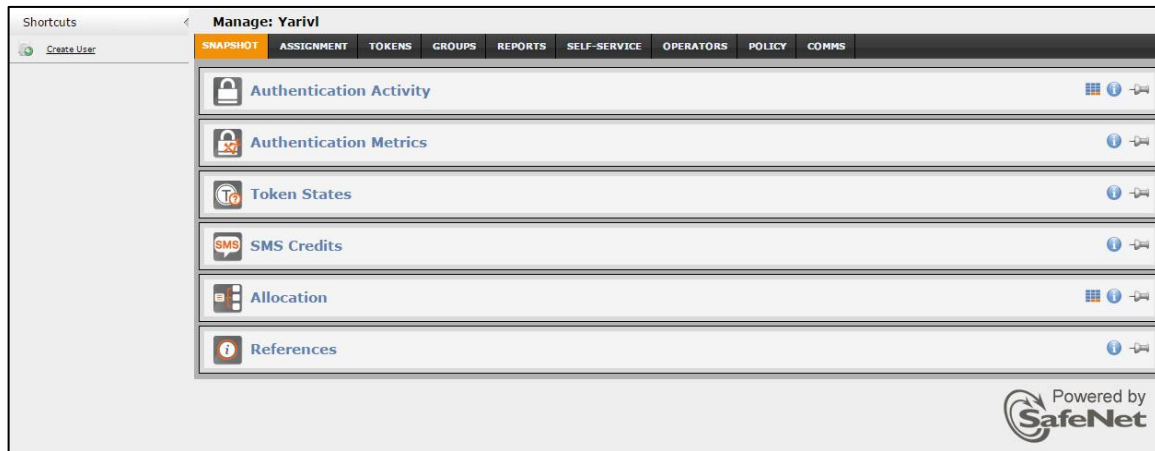 Shortcuts
Create User
Manage: Yarivl
SNAPSHOT ASSIGNMENT TOKENS GROUPS REPORTS SELF-SERVICE OPERATORS POLICY COMMS
Authentication Activity
Authentication Metrics
Token States
SMS SMS Credits
Allocation
References
Powered by
SafeNet